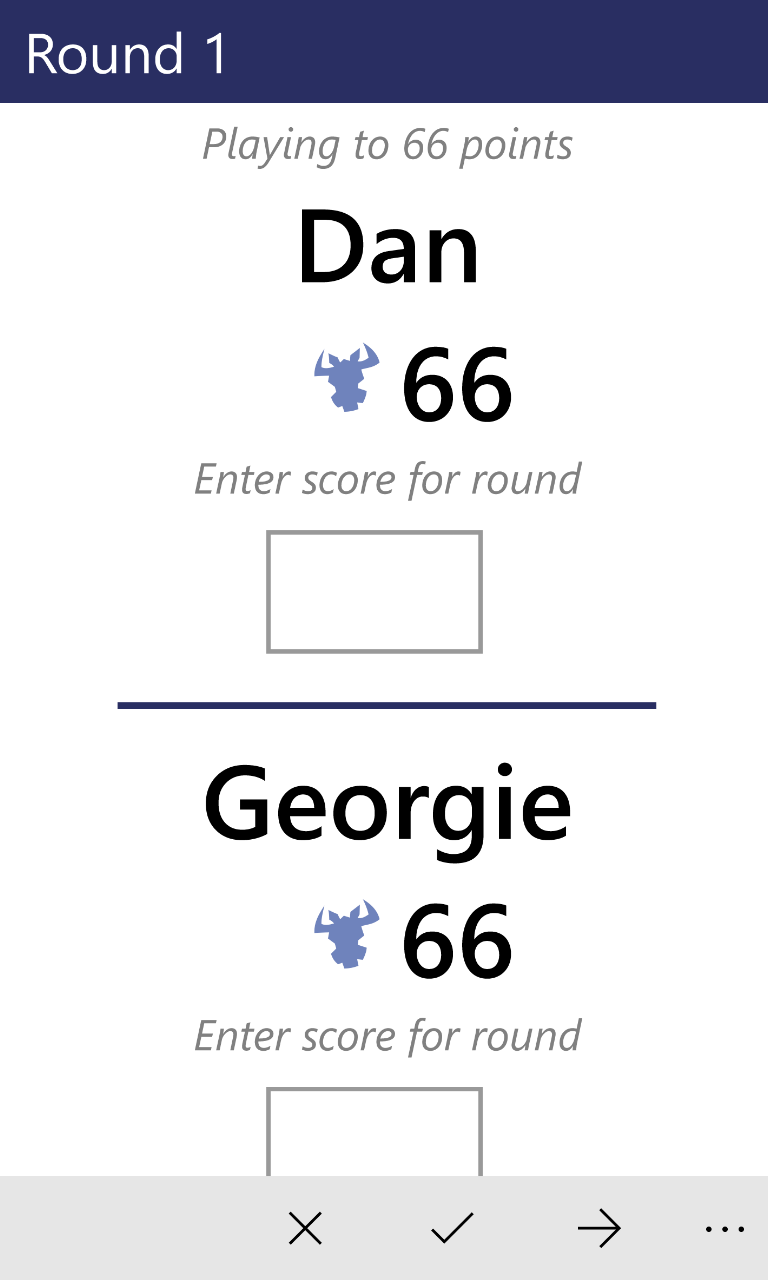 Round 1
Playing to 66 points
Dan
66
Enter score for round
Georgie
66
Enter score for round